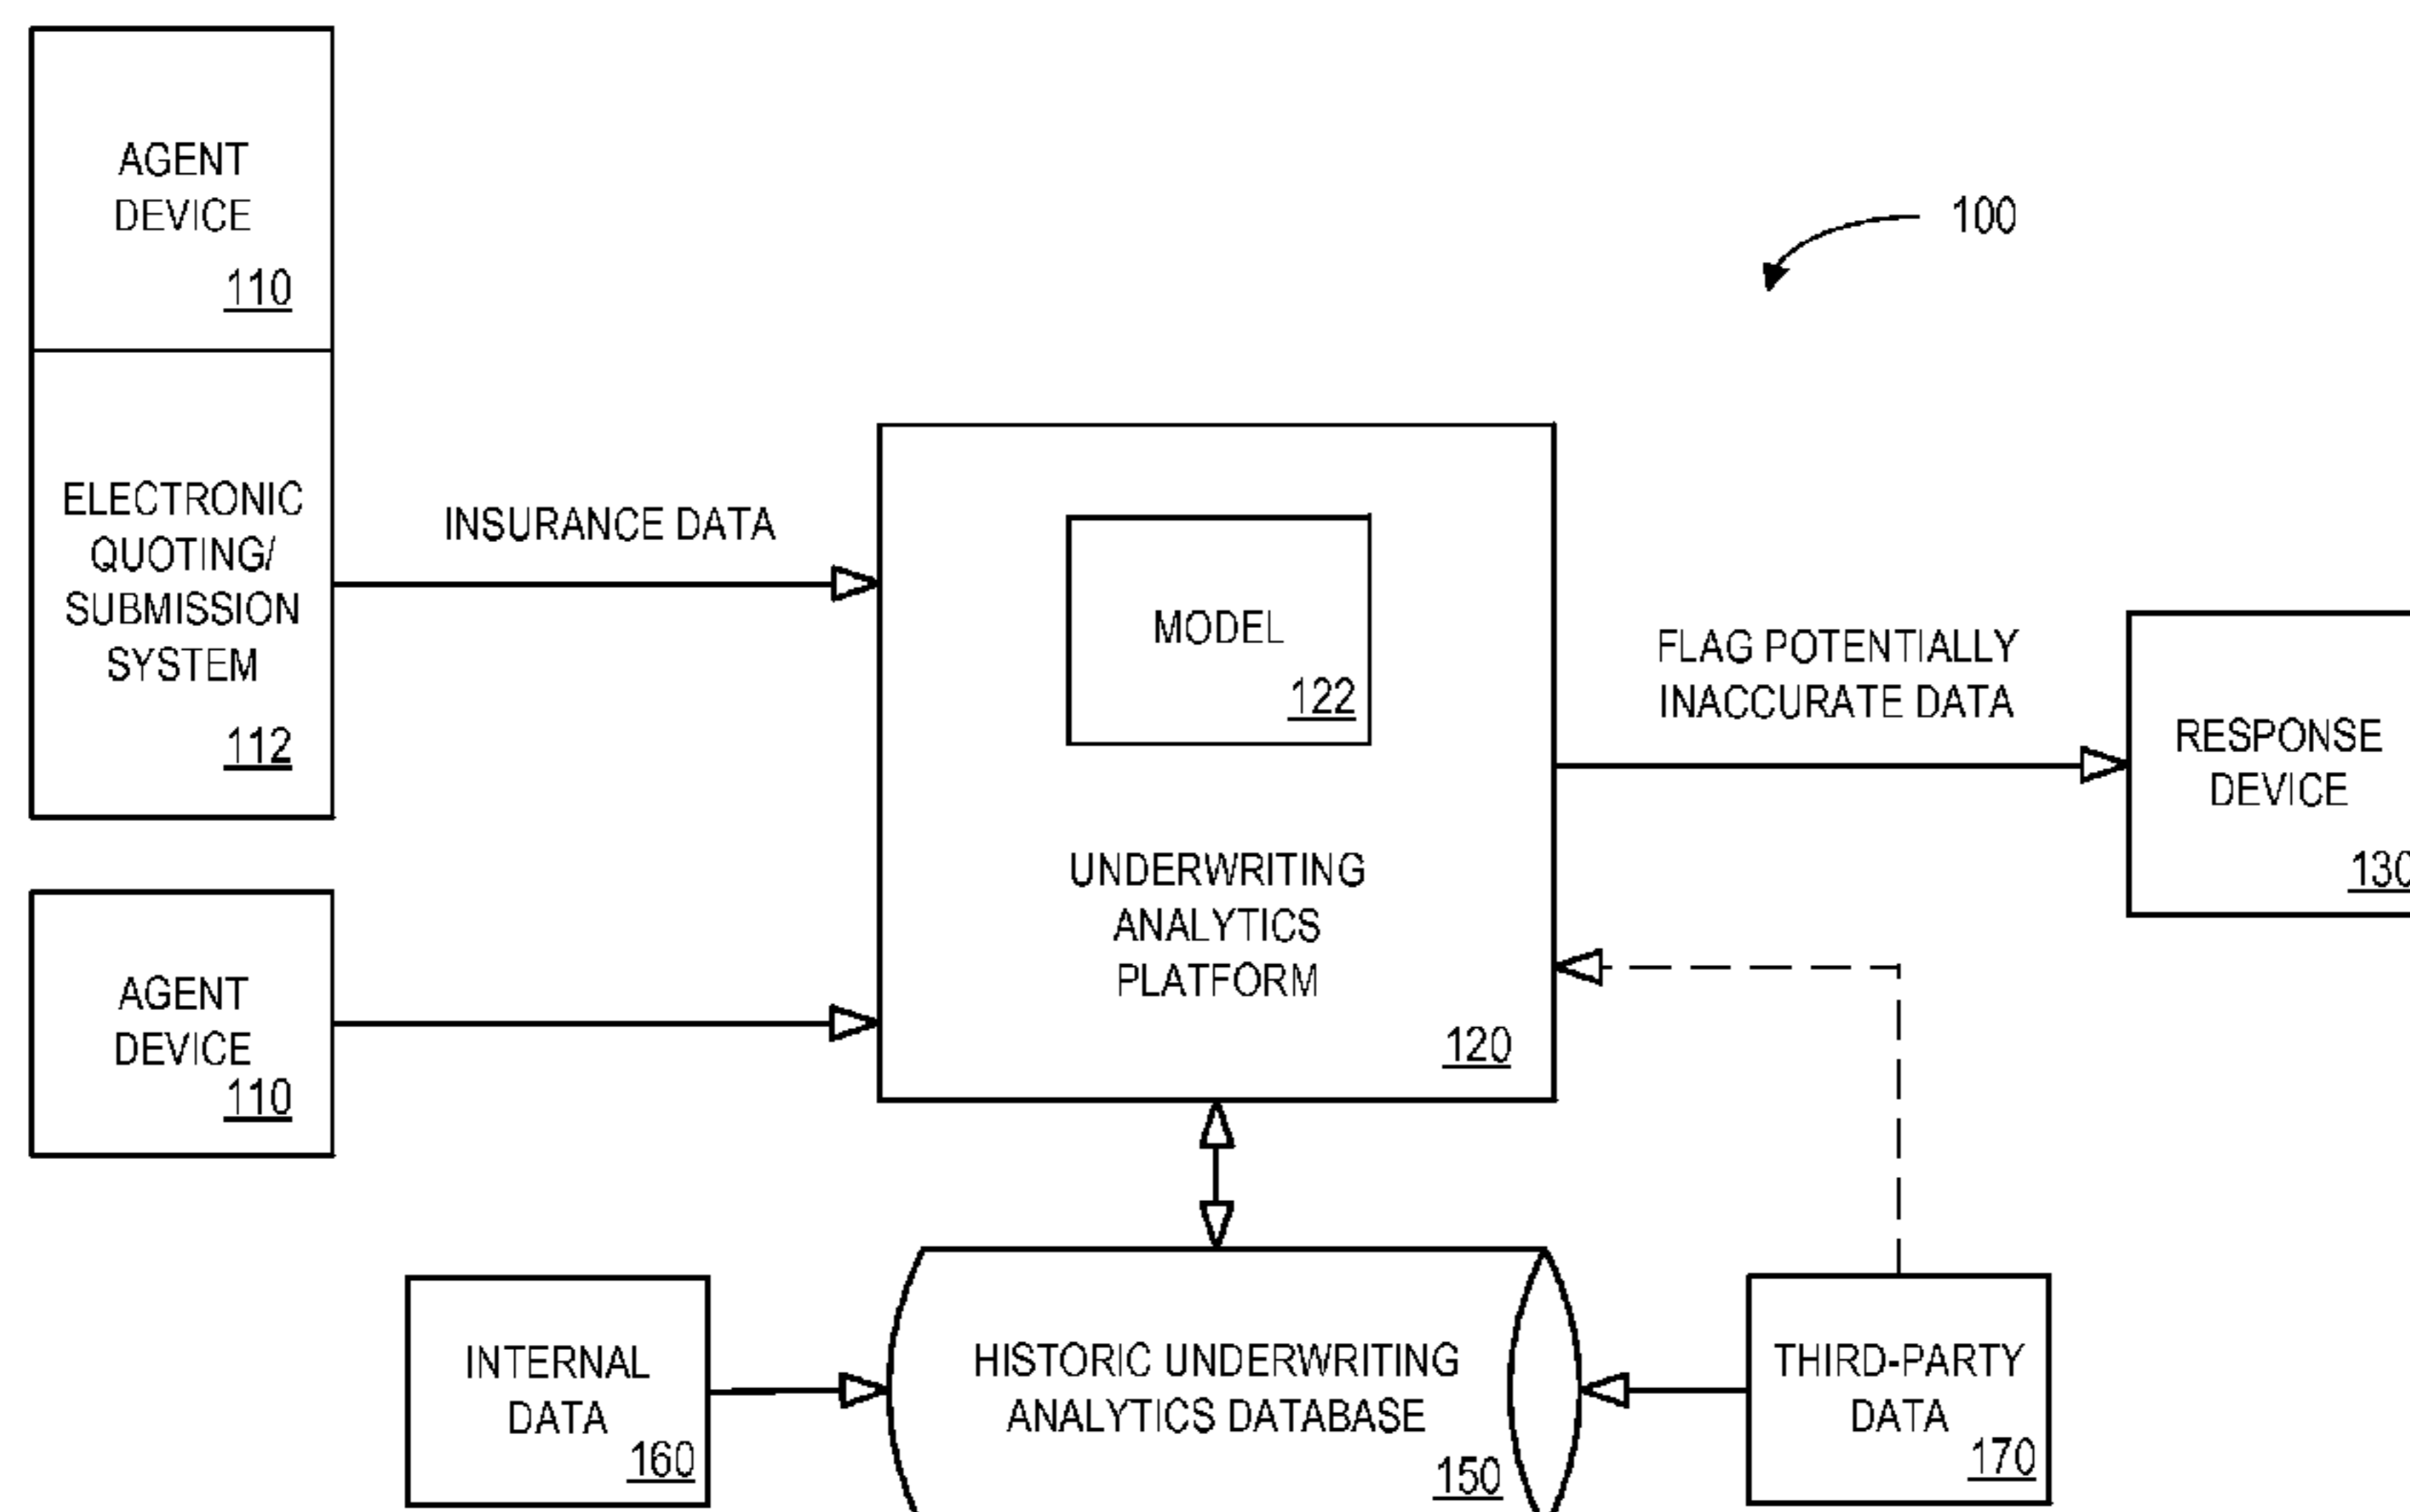 AGENT
DEVICE
110
ELECTRONIC
QUOTING/
SUBMISSION
SYSTEM
112
INSURANCE DATA
100
MODEL
122
UNDERWRITING
ANALYTICS
PLATFORM
120
FLAG POTENTIALLY
INACCURATE DATA
RESPONSE
DEVICE
130
AGENT
DEVICE
110
INTERNAL
DATA
160
HISTORIC UNDERWRITING
ANALYTICS DATABASE
150
THIRD-PARTY
DATA
170